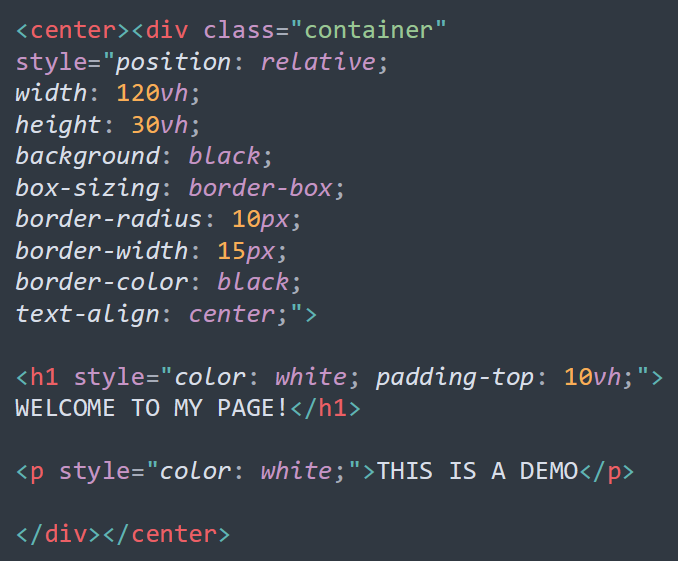 <center><div class="container"
style="position: relative;
width: 120vh;
height: 30vh;
background: black;
box-sizing: border-box;
border-radius: 10px;
border-width: 15px;
border-color: black;
text-align: center;">
<h1 style="color: white; padding-top: 10vh;">
WELCOME TO MY PAGE!</h1>
<p style="color: white;">THIS IS A DEMO</p>
</div></center>